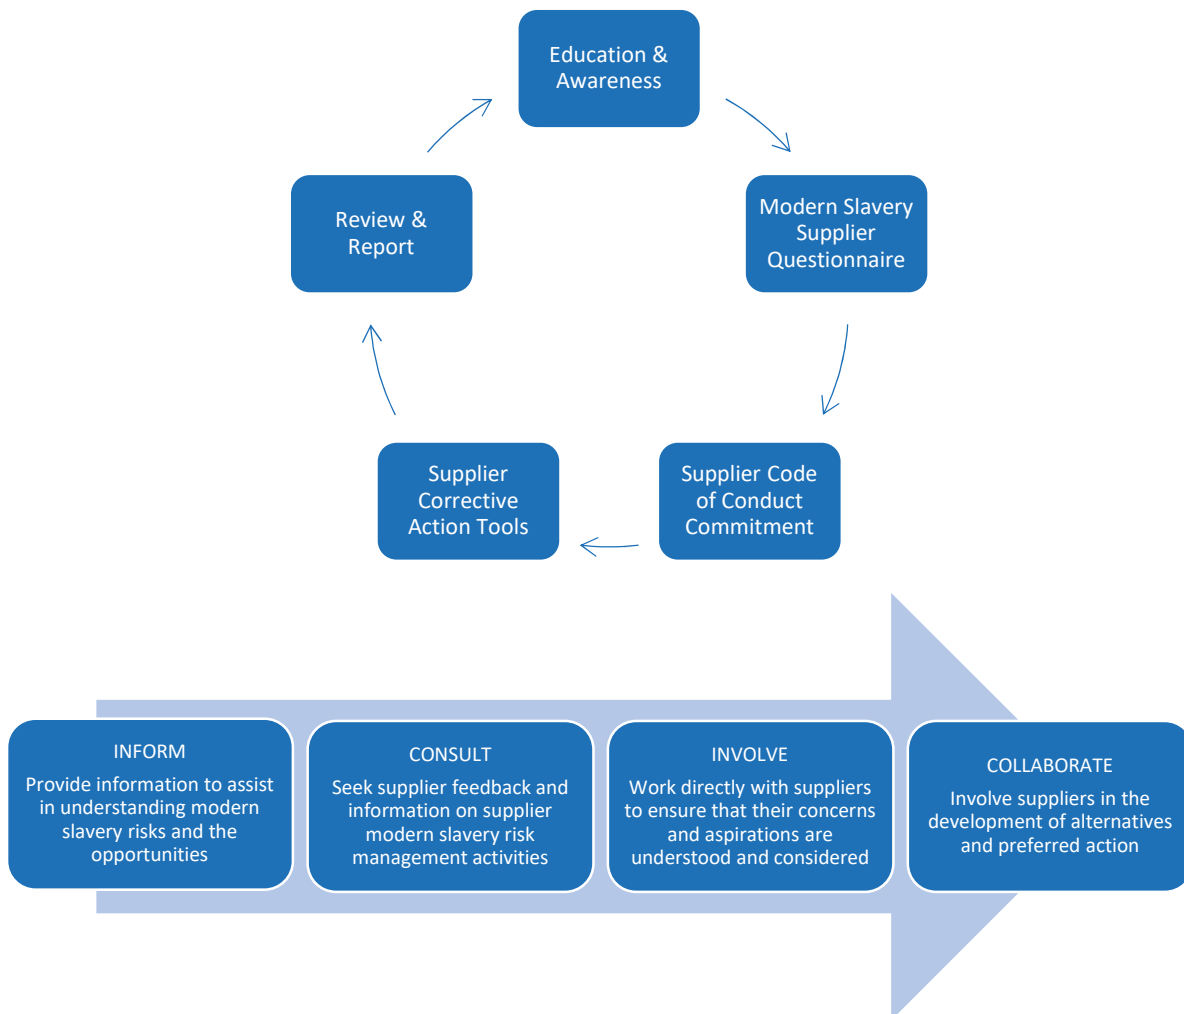 Education &
Awareness
Modern Slavery
Supplier
Questionnaire
Supplier Code
of Conduct
Commitment
Supplier
Corrective
Action Tools
Review &
Report
INFORM
Provide information to assist
in understanding modern
slavery risks and the
opportunities
CONSULT
Seek supplier feedback and
information on supplier
modern slavery risk
management activities
INVOLVE
Work directly with suppliers
to ensure that their concerns
and aspirations are
understood and considered
COLLABORATE
Involve suppliers in the
development of alternatives
and preferred action